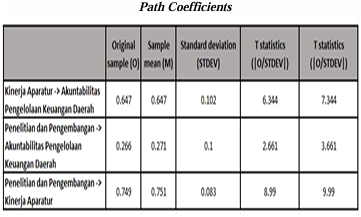 Path Coefficients
Original sample (O) Sample mean (M) Standard deviation (STDEV) T statistics (|O/STDEV|) T statistics (|O/STDEV|)
Kinerja Aparatur -> Akuntabilitas
Pengelolaan Keuangan Daerah 0.647 0.647 0.102 6.344 7.344
Penelitian dan Pengembangan ->
Akuntabilitas Pengelolaan 0.266 0.271 0.1 2.661 3.661
Keuangan Daerah
Penelitian dan Pengembangan ->
Kinerja Aparatur 0.749 0.751 0.083 8.99 9.99